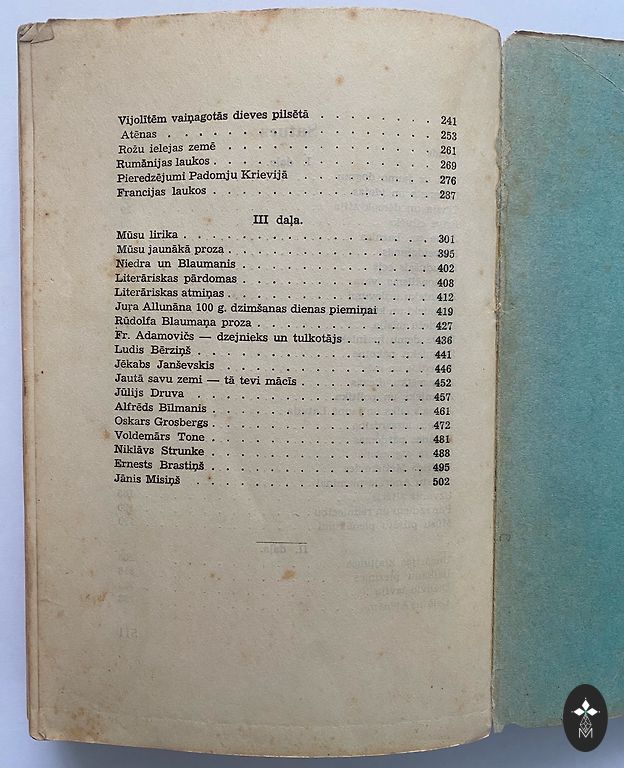 Vijolītēm vaiņagotās dieves pilsētā . . . . . . . . . 241
Atēnas . . . . . . . . . . . . . . . . . . 253
Rožu ielejas zemē . . . . . . . . . . . . . . . 261
Rumānijas laukos . . . . . . . . . . . . . . . 269
Pieredzējumi Padomju Krievijā . . . . . . . . . . 276
Francijas laukos . . . . . . . . . . . . . . . 287
III daļa.
Mūsu lirika . . . . . . . . . . . . . . . . . 301
Mūsu jaunākā proza . . . . . . . . . . . . . . 395
Niedra un Blaumanis . . . . . . . . . . . . . . 402
Literāriskas pārdomas . . . . . . . . . . . . . 408
Literāriskas atmiņas . . . . . . . . . . . . . . 412
Juŗa Allunāna 100 g. dzimšanas dienas piemiņai . . . . 419
Rūdolfa Blaumaņa proza . . . . . . . . . . . . . 427
Fr. Adamovičs — dzejnieks un tulkotājs . . . . . . . 436
Ludis Bērziņš . . . . . . . . . . . . . . . . 441
Jēkabs Janševskis . . . . . . . . . . . . . . . 446
Jautā savu zemi — tā tevi mācīs . . . . . . . . . 452
Jūlijs Druva . . . . . . . . . . . . . . . . . 457
Alfrēds Bīlmanis . . . . . . . . . . . . . . . 461
Oskars Grosbergs . . . . . . . . . . . . . . . 472
Voldemārs Tone . . . . . . . . . . . . . . . . 481
Niklāvs Strunke . . . . . . . . . . . . . . . . 488
Ernests Brastiņš . . . . . . . . . . . . . . . 495
Jānis Misiņš . . . . . . . . . . . . . . . . . 502
M